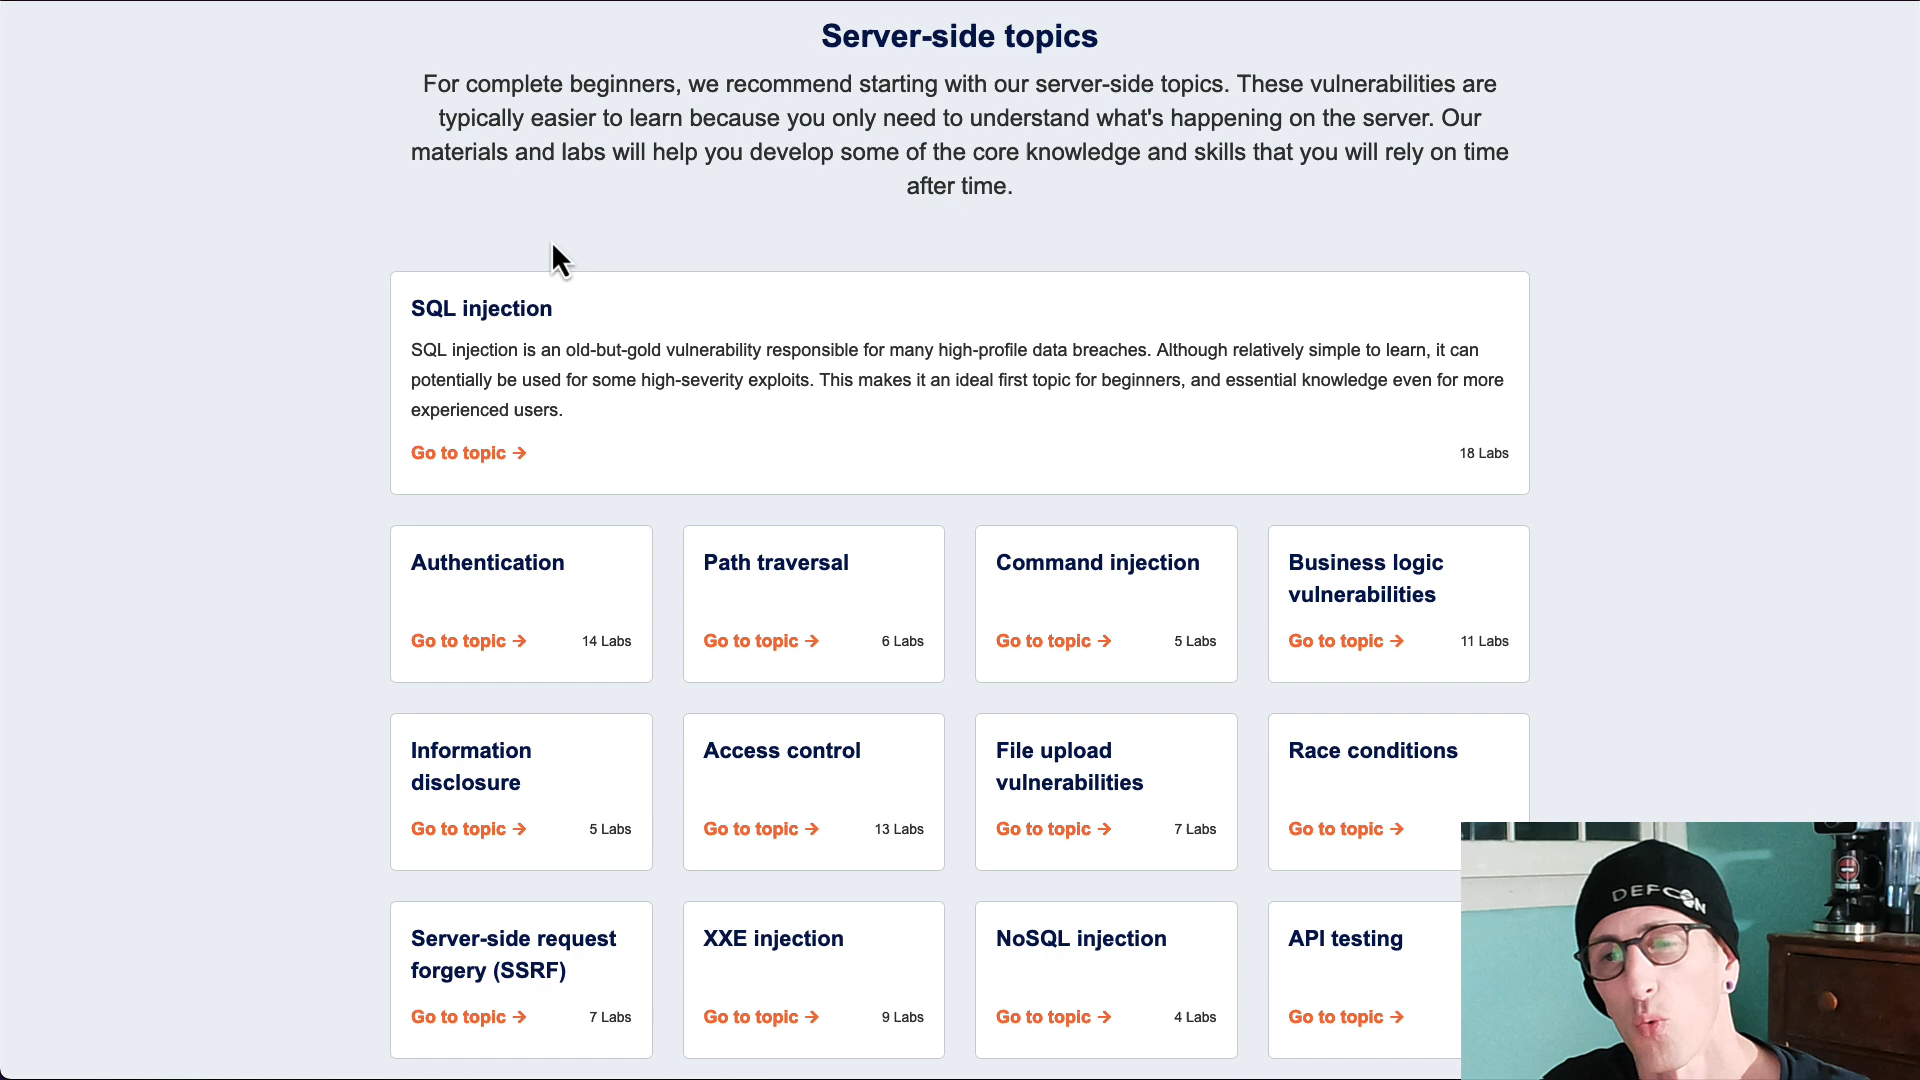 Server-side topics
For complete beginners, we recommend starting with our server-side topics. These vulnerabilities are
typically easier to learn because you only need to understand what's happening on the server. Our
materials and labs will help you develop some of the core knowledge and skills that you will rely on time
after time.
SQL injection
SQL injection is an old-but-gold vulnerability responsible for many high-profile data breaches. Although relatively simple to learn, it can
potentially be used for some high-severity exploits. This makes it an ideal first topic for beginners, and essential knowledge even for more
experienced users.
Go to topic →
18 Labs
Authentication
Go to topic →
14 Labs
Path traversal
Go to topic →
6 Labs
Command injection
Go to topic →
5 Labs
Business logic
vulnerabilities
Go to topic →
11 Labs
Information
disclosure
Go to topic →
5 Labs
Access control
Go to topic →
13 Labs
File upload
vulnerabilities
Go to topic →
7 Labs
Race conditions
Go to topic →
Server-side request
forgery (SSRF)
Go to topic →
7 Labs
XXE injection
Go to topic →
9 Labs
NoSQL injection
Go to topic →
4 Labs
API testing
Go to topic →
DEFCON